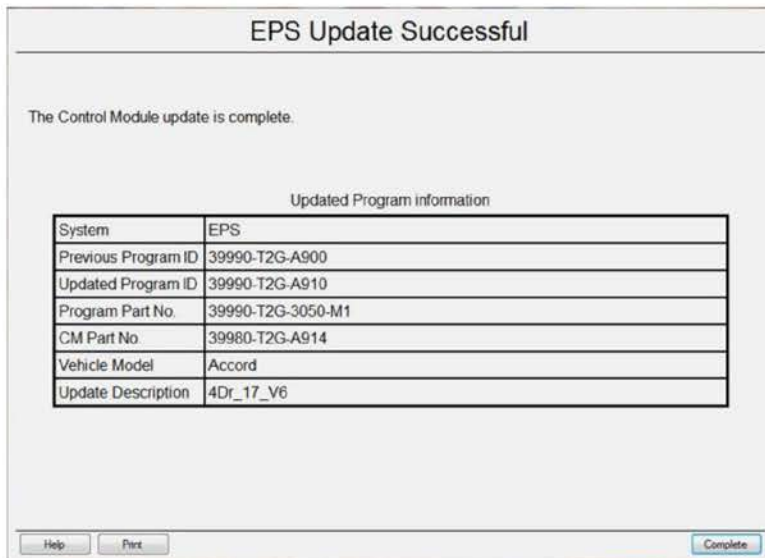 EPS Update Successful
The Control Module update is complete.
Updated Program information
System EPS
Previous Program ID 39990-T2G-A900
Updated Program ID 39990-T2G-A910
Program Part No. 39990-T2G-3050-M1
CM Part No. 39980-T2G-A914
Vehicle Model Accord
Update Description 4Dr_17_V6
Help Print Complete